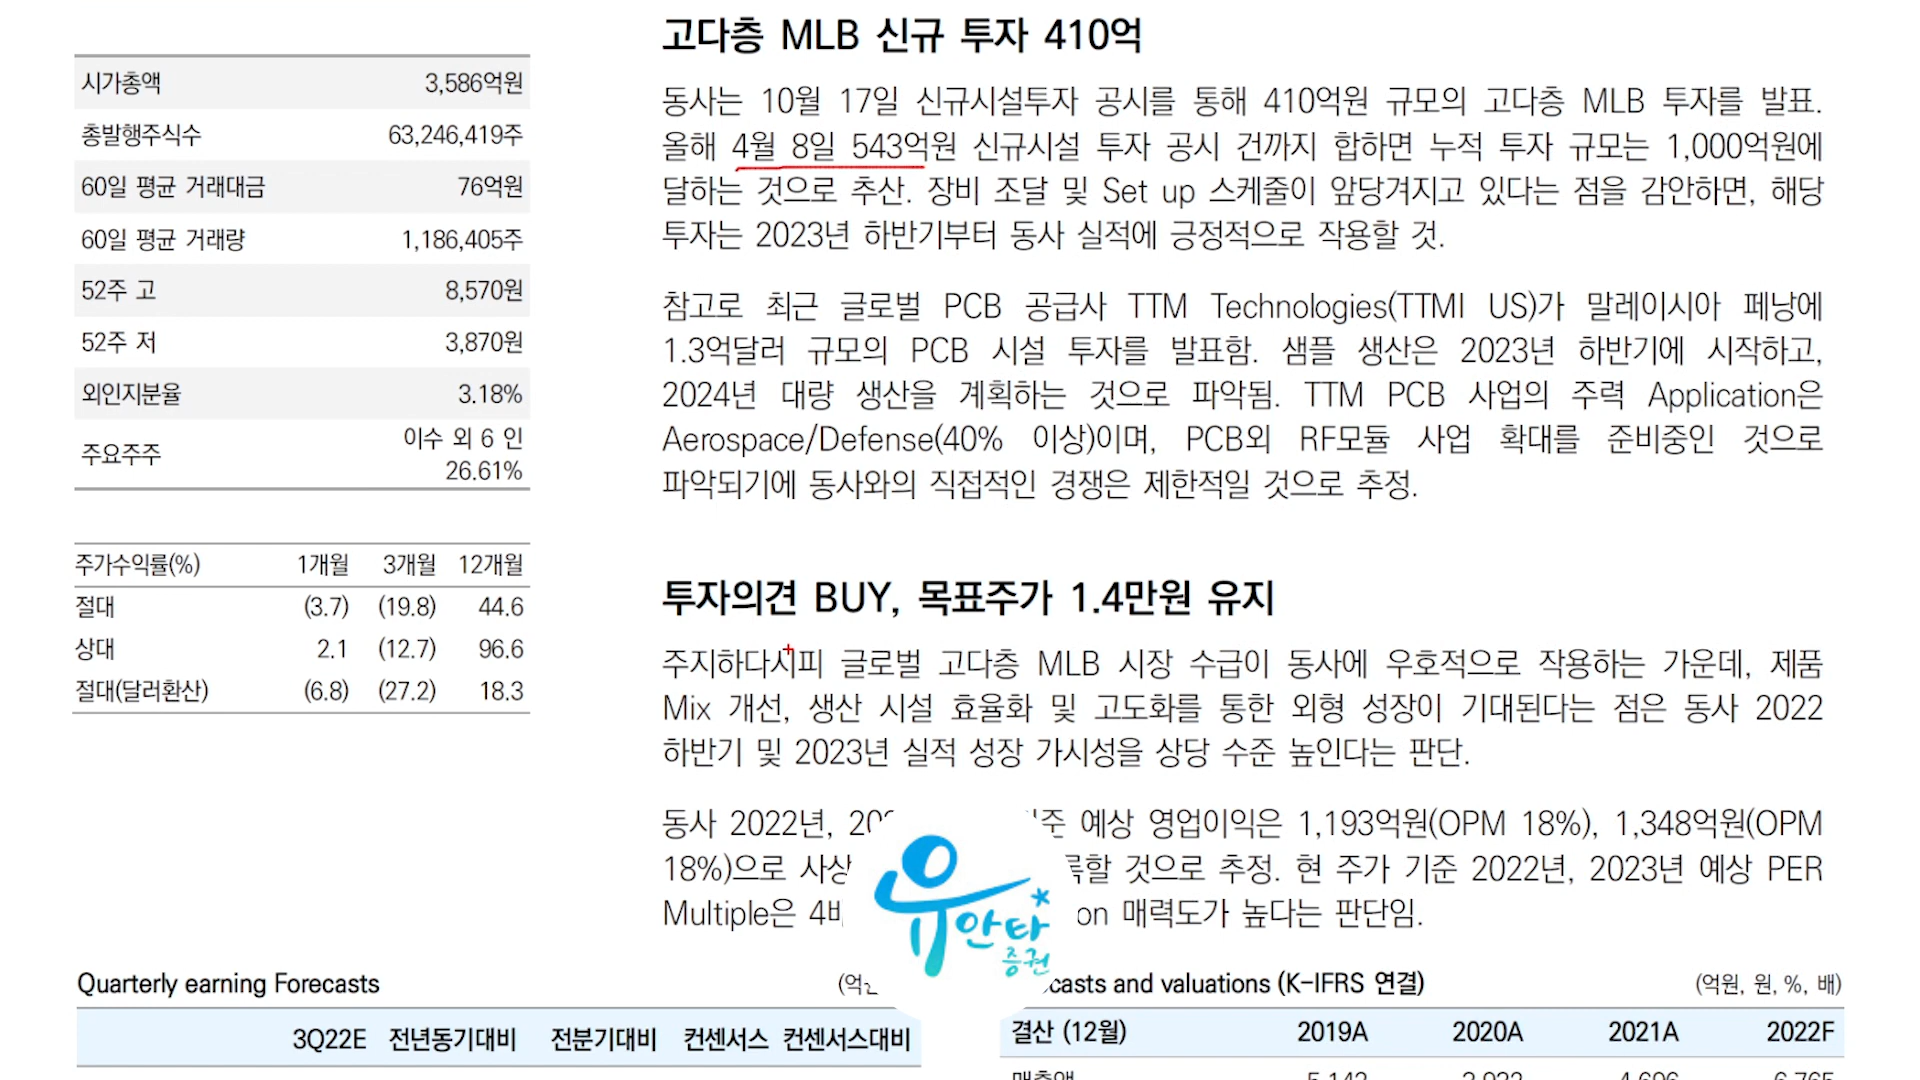 고다층 MLB 신규 투자 410억
동사는 10월 17일 신규시설투자 공시를 통해 410억원 규모의 고다층 MLB 투자를 발표.
올해 4월 8일 543억원 신규시설 투자 공시 건까지 합하면 누적 투자 규모는 1,000억원에
달하는 것으로 추산. 장비 조달 및 Set up 스케줄이 앞당겨지고 있다는 점을 감안하면, 해당
투자는 2023년 하반기부터 동사 실적에 긍정적으로 작용할 것.
참고로 최근 글로벌 PCB 공급사 TTM Technologies(TTMI US)가 말레이시아 페낭에
1.3억달러 규모의 PCB 시설 투자를 발표함. 샘플 생산은 2023년 하반기에 시작하고,
2024년 대량 생산을 계획하는 것으로 파악됨. TTM PCB 사업의 주력 Application은
Aerospace/Defense(40% 이상)이며, PCB외 RF모듈 사업 확대를 준비중인 것으로
파악되기에 동사와의 직접적인 경쟁은 제한적일 것으로 추정.
투자의견 BUY, 목표주가 1.4만원 유지
주지하다시피 글로벌 고다층 MLB 시장 수급이 동사에 우호적으로 작용하는 가운데, 제품
Mix 개선, 생산 시설 효율화 및 고도화를 통한 외형 성장이 기대된다는 점은 동사 2022
하반기 및 2023년 실적 성장 가시성을 상당 수준 높인다는 판단.
동사 2022년, 예상 영업이익은 1,193억원(OPM 18%), 1,348억원(OPM
18%)으로 사상 것으로 추정. 현 주가 기준 2022년, 2023년 예상 PER
Multiple은 매력도가 높다는 판단임.
시가총액 3,586억원
총발행주식수 63,246,419주
60일 평균 거래대금 76억원
60일 평균 거래량 1,186,405주
52주 고 8,570원
52주 저 3,870원
외인지분율 3.18%
주요주주 이수 외 6 인
26.61%
주가수익률(%) 1개월 3개월 12개월
절대 (3.7) (19.8) 44.6
상대 2.1 (12.7) 96.6
절대(달러환산) (6.8) (27.2) 18.3
유안타
증권
Quarterly earning Forecasts
3Q22E 전년동기대비 전분기대비 컨센서스 컨센서스대비
and valuations (K-IFRS 연결) (억원, 원, %, 배)
결산 (12월) 2019A 2020A 2021A 2022F